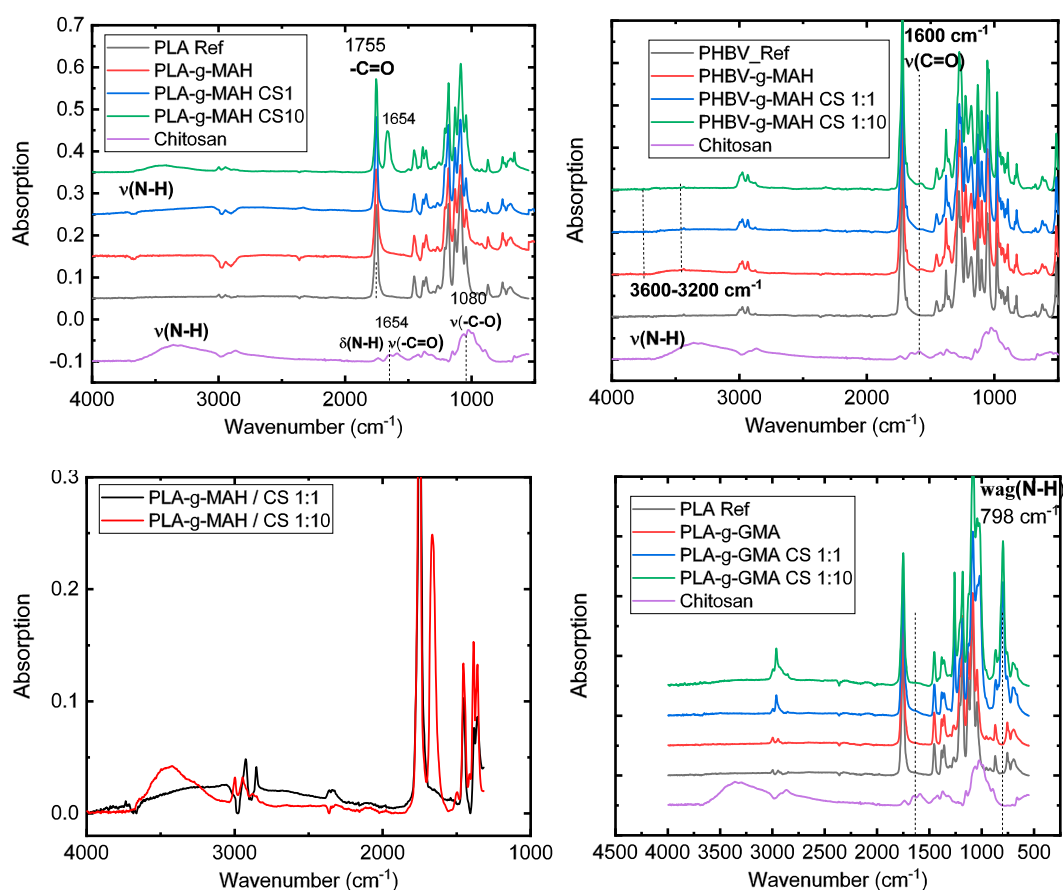 0.7
0.6
0.5
0.4
0.3
0.2
0.1
0.0
-0.1
Absorption
PLA Ref
PLA-g-MAH
PLA-g-MAH CS1
PLA-g-MAH CS10
Chitosan
1755
-C=O
1654
ν(N-H)
1080
ν(-C-O)
1654
δ(N-H) ν(-C=O)
ν(N-H)
4000 3000 2000 1000
Wavenumber (cm-1)
Absorption
PHBV_Ref
PHBV-g-MAH
PHBV-g-MAH CS 1:1
PHBV-g-MAH CS 1:10
Chitosan
1600 cm-1
ν(C=O)
3600-3200 cm-1
ν(N-H)
4000 3000 2000 1000
Wavenumber (cm-1)
0.3
0.2
0.1
0.0
Absorption
PLA-g-MAH / CS 1:1
PLA-g-MAH / CS 1:10
4000 3000 2000 1000
Wavenumber (cm-1)
Absorption
PLA Ref
PLA-g-GMA
PLA-g-GMA CS 1:1
PLA-g-GMA CS 1:10
Chitosan
wag(N-H)
798 cm-1
4500 4000 3500 3000 2500 2000 1500 1000 500 0
Wavenumber (cm-1)